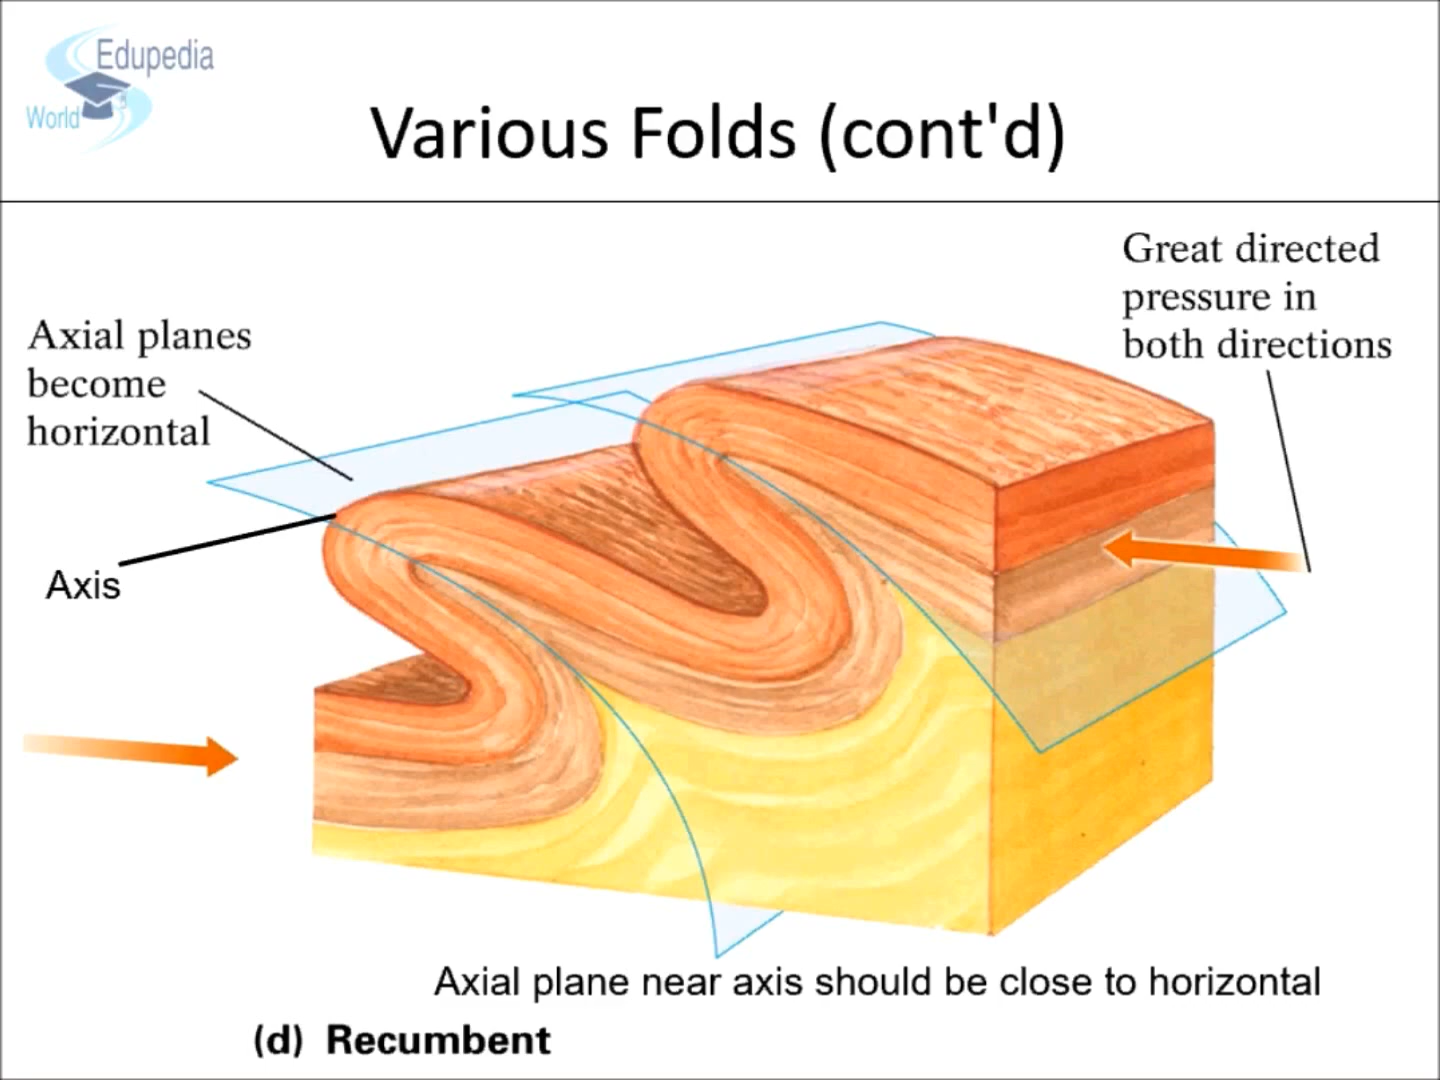 Edupedia
World
Various Folds (cont'd)
Great directed
pressure in
both directions
Axial planes
become
horizontal
Axis
Axial plane near axis should be close to horizontal
(d) Recumbent